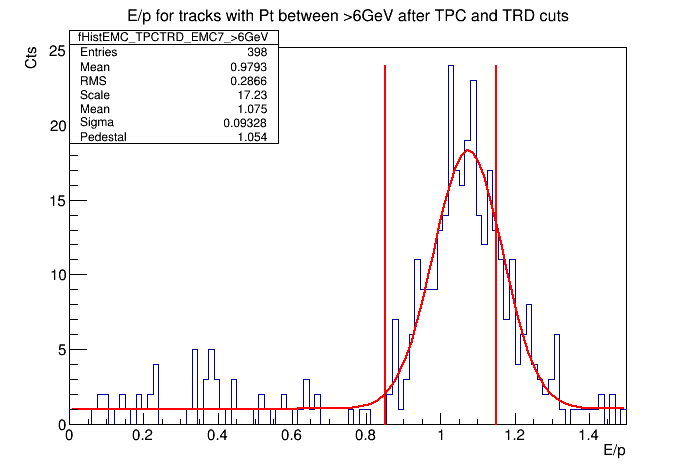 E/p for tracks with Pt between >6GeV after TPC and TRD cuts
fHistEMC_TPCTRD_EMC7_>6GeV
Entries 398
Mean 0.9793
RMS 0.2866
Scale 17.23
Mean 1.075
Sigma 0.09328
Pedestal 1.054
Cts
25
20
15
10
5
0
0 0.2 0.4 0.6 0.8 1 1.2 1.4
E/p